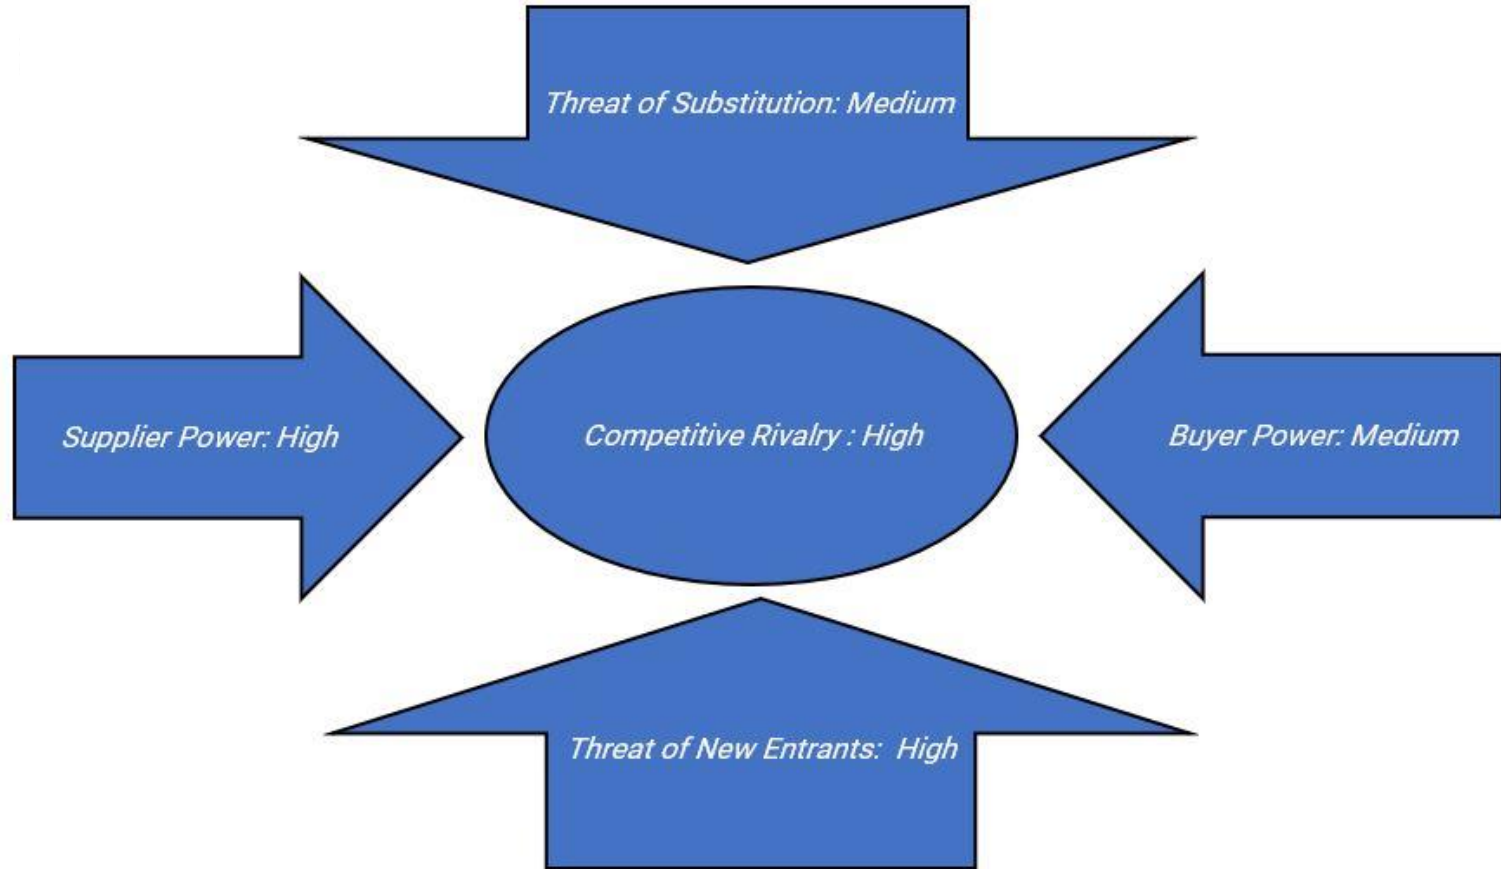 Threat of Substitution: Medium
Supplier Power: High
Competitive Rivalry : High
Buyer Power: Medium
Threat of New Entrants:  High